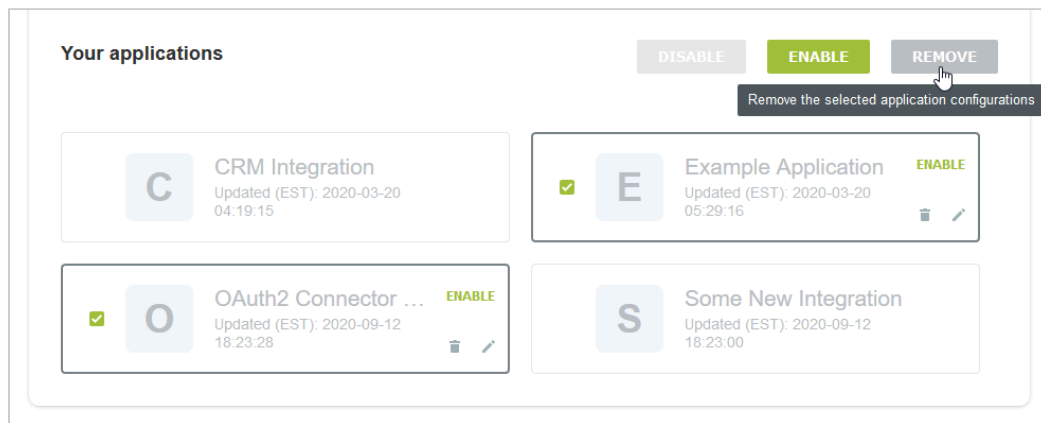 Your applications
DISABLE ENABLE REMOVE
Remove the selected application configurations
C
CRM Integration
Updated (EST): 2020-03-20
04:19:15
E
Example Application
ENABLE
Updated (EST): 2020-03-20
05:29:16
O
OAuth2 Connector ...
ENABLE
Updated (EST): 2020-09-12
18:23:28
S
Some New Integration
Updated (EST): 2020-09-12
18:23:00